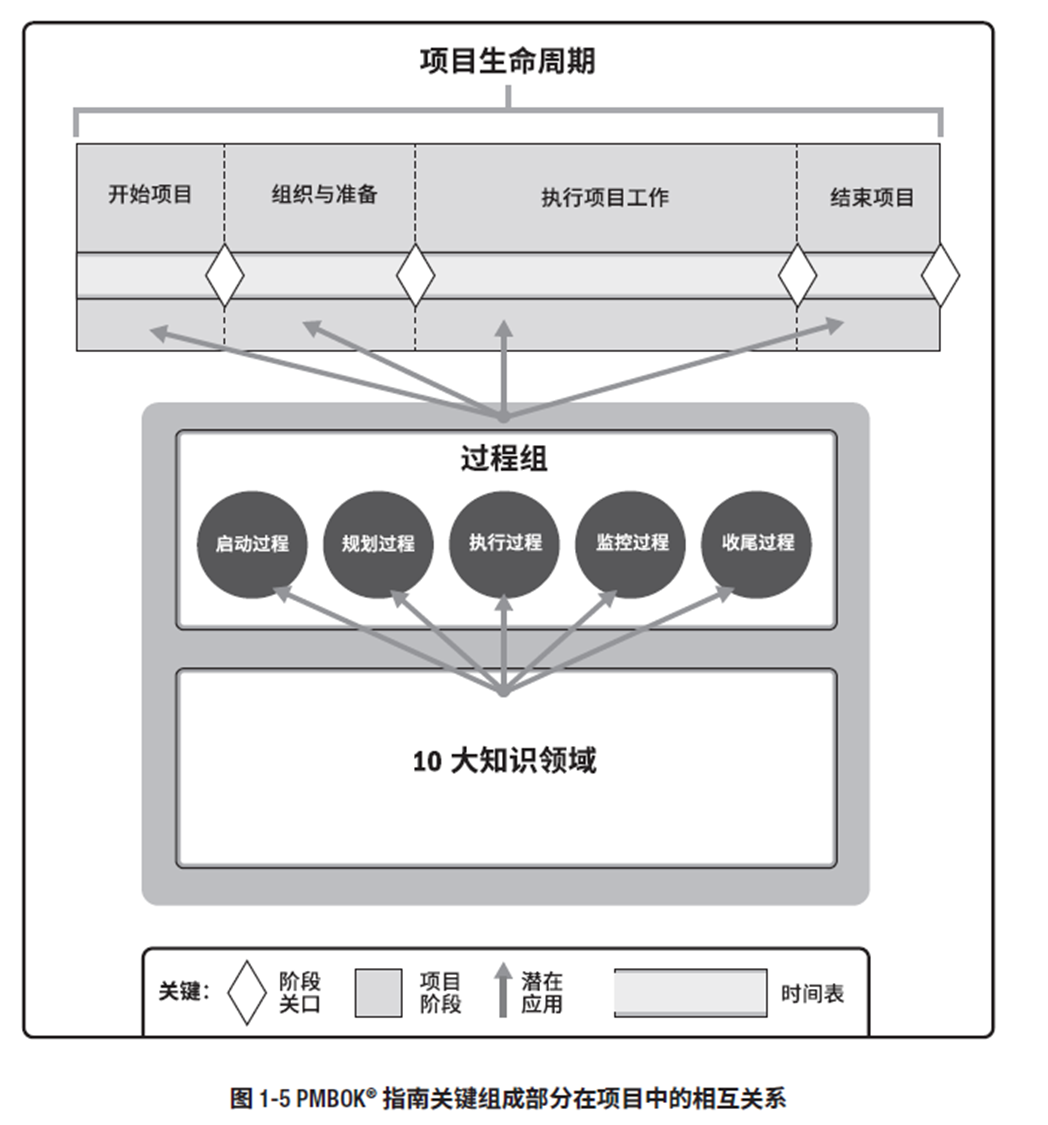 项目生命周期
开始项目
组织与准备
执行项目工作
结束项目
过程组
启动过程
规划过程
执行过程
监控过程
收尾过程
10 大知识领域
关键：
阶段
关口
项目
阶段
潜在
应用
时间表
图 1-5 PMBOK® 指南关键组成部分在项目中的相互关系